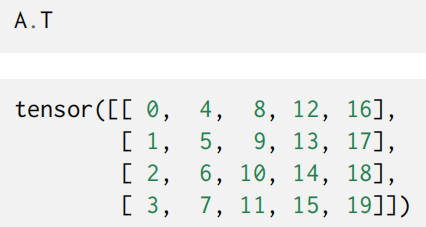 A.T
tensor([[ 0,  4,  8, 12, 16],
        [ 1,  5,  9, 13, 17],
        [ 2,  6, 10, 14, 18],
        [ 3,  7, 11, 15, 19]])